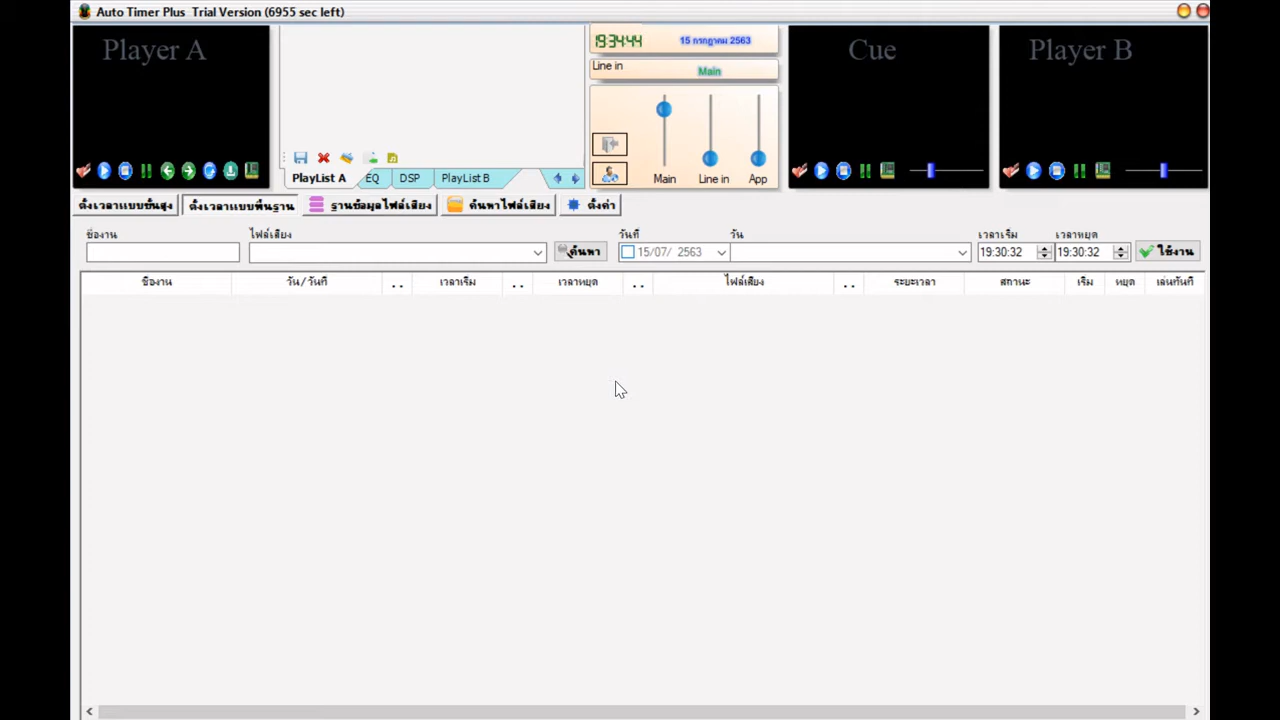 Auto Timer Plus Trial Version (6955 sec left)
Player A
19:34:44
15 กรกฎาคม 2563
Line in
Main
Cue
Player B
PlayList A
EQ
DSP
PlayList B
Main
Line in
App
ตั้งเวลาแบบขั้นสูง
ตั้งเวลาแบบพื้นฐาน
ฐานข้อมูลไฟล์เสียง
ค้นหาไฟล์เสียง
ตั้งค่า
ชื่องาน
ไฟล์เสียง
วันที่
วัน
เวลาเริ่ม
เวลาหยุด
ค้นหา
15/07/ 2563
19:30:32
19:30:32
ใช้งาน
ชื่องาน
วัน/วันที่
..
เวลาเริ่ม
..
เวลาหยุด
..
ไฟล์เสียง
..
ระยะเวลา
สถานะ
เริ่ม
หยุด
เล่นทันที